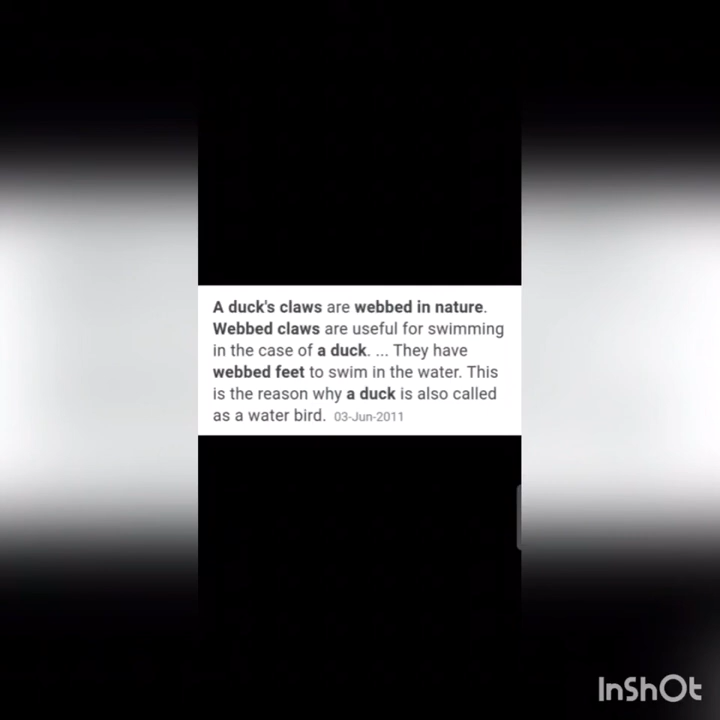 A duck's claws are webbed in nature.
Webbed claws are useful for swimming
in the case of a duck. ... They have
webbed feet to swim in the water. This
is the reason why a duck is also called
as a water bird. 03-Jun-2011
InShOt